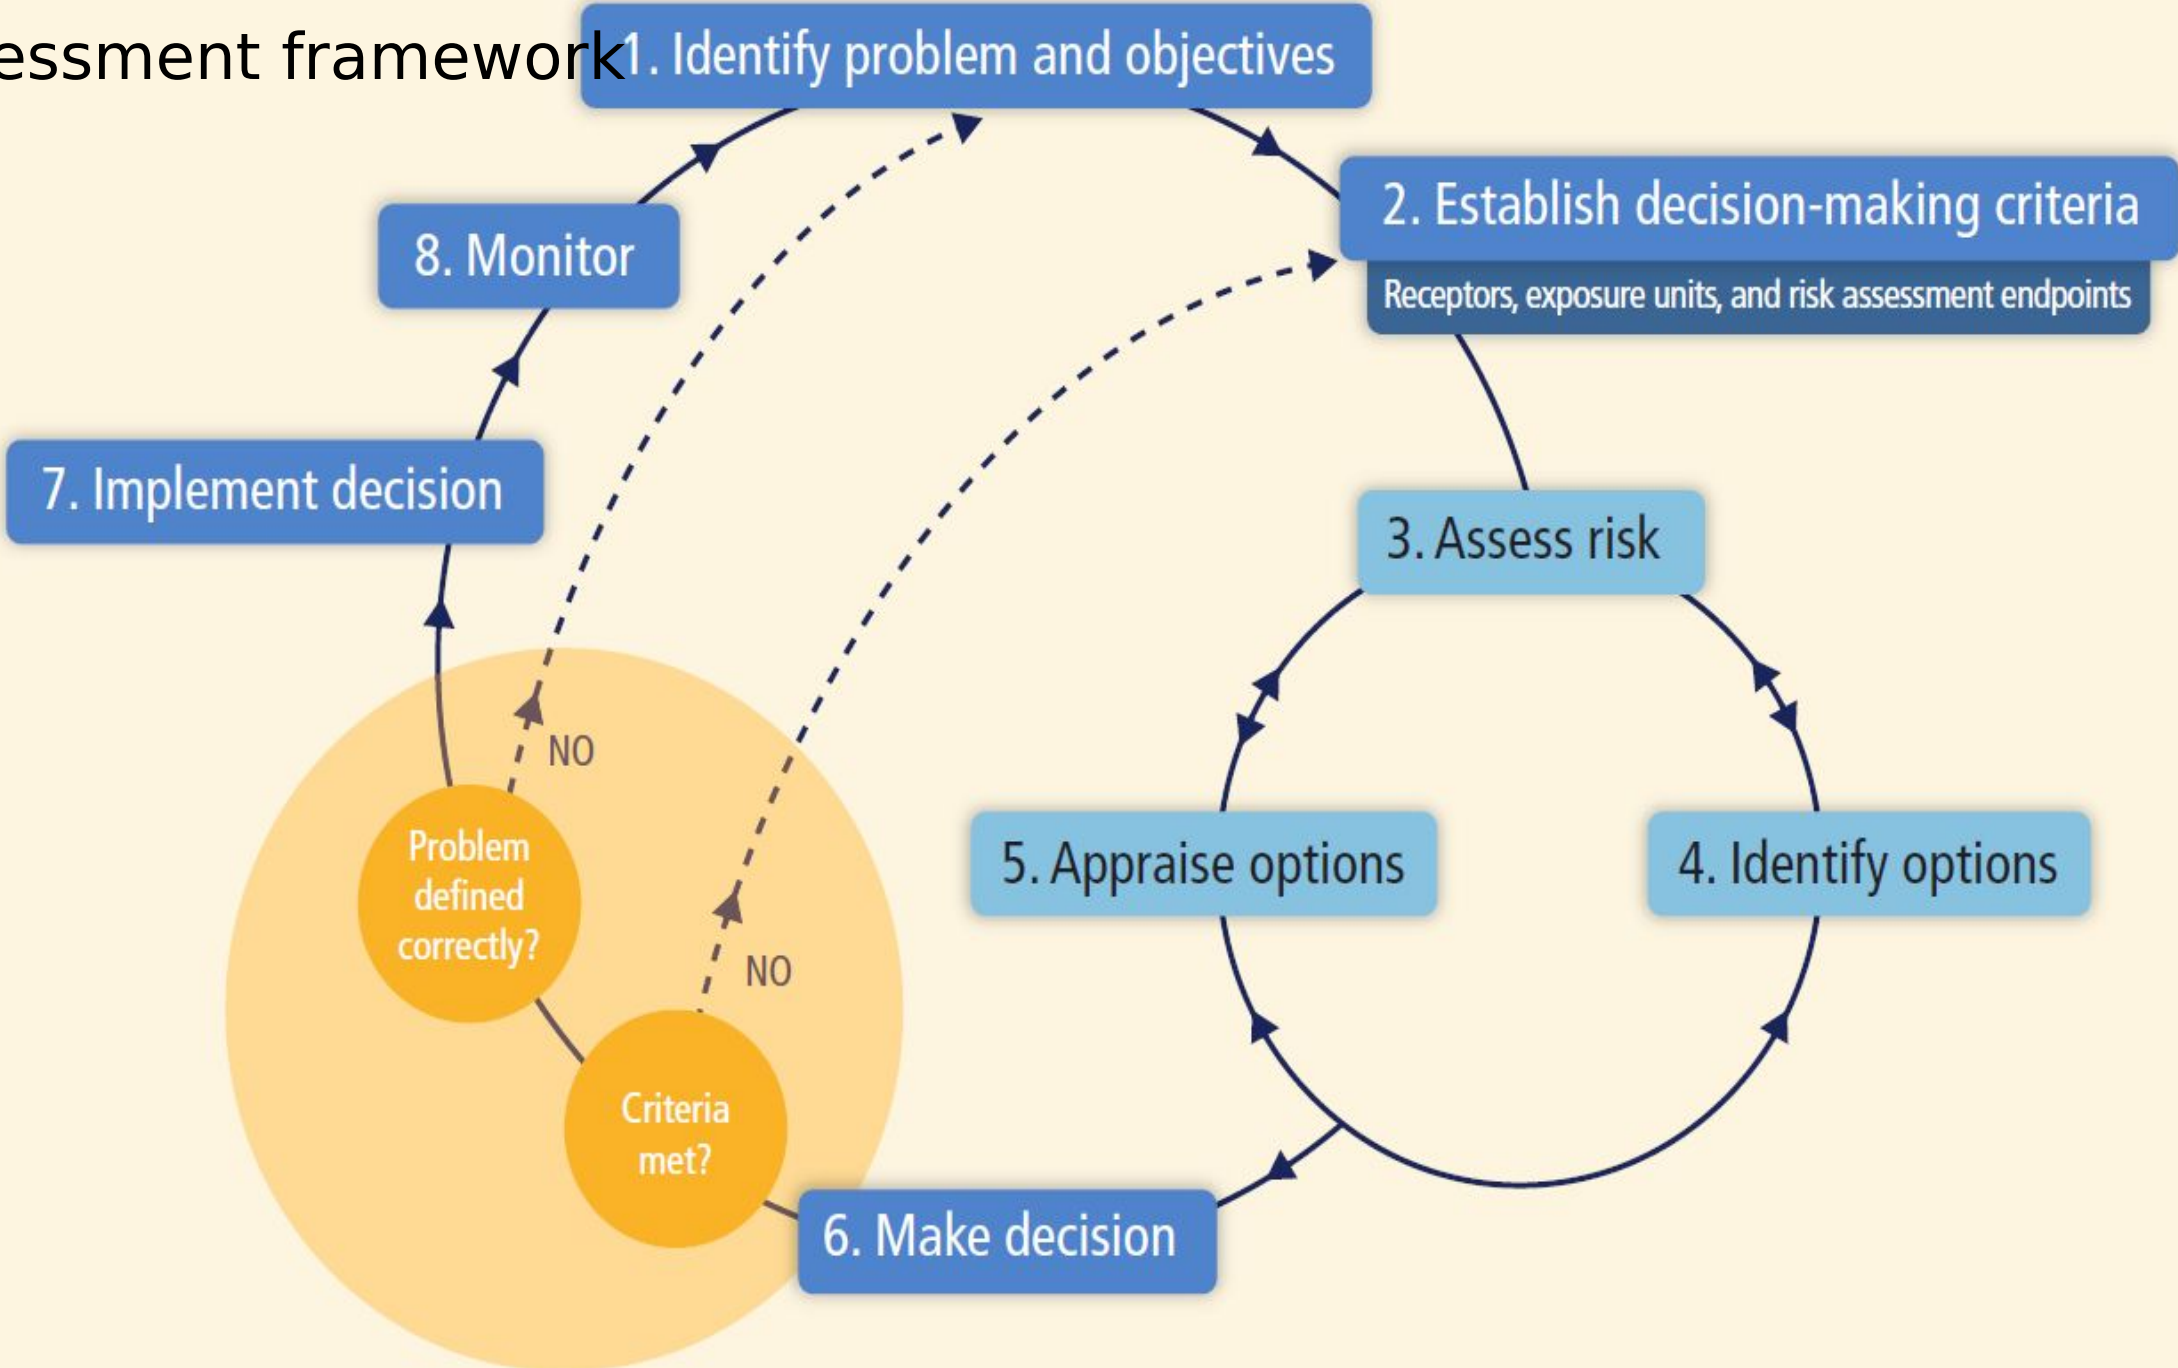 essment framework
1. Identify problem and objectives
2. Establish decision-making criteria
Receptors, exposure units, and risk assessment endpoints
8. Monitor
7. Implement decision
3. Assess risk
NO
Problem
defined
correctly?
5. Appraise options
4. Identify options
NO
Criteria
met?
6. Make decision